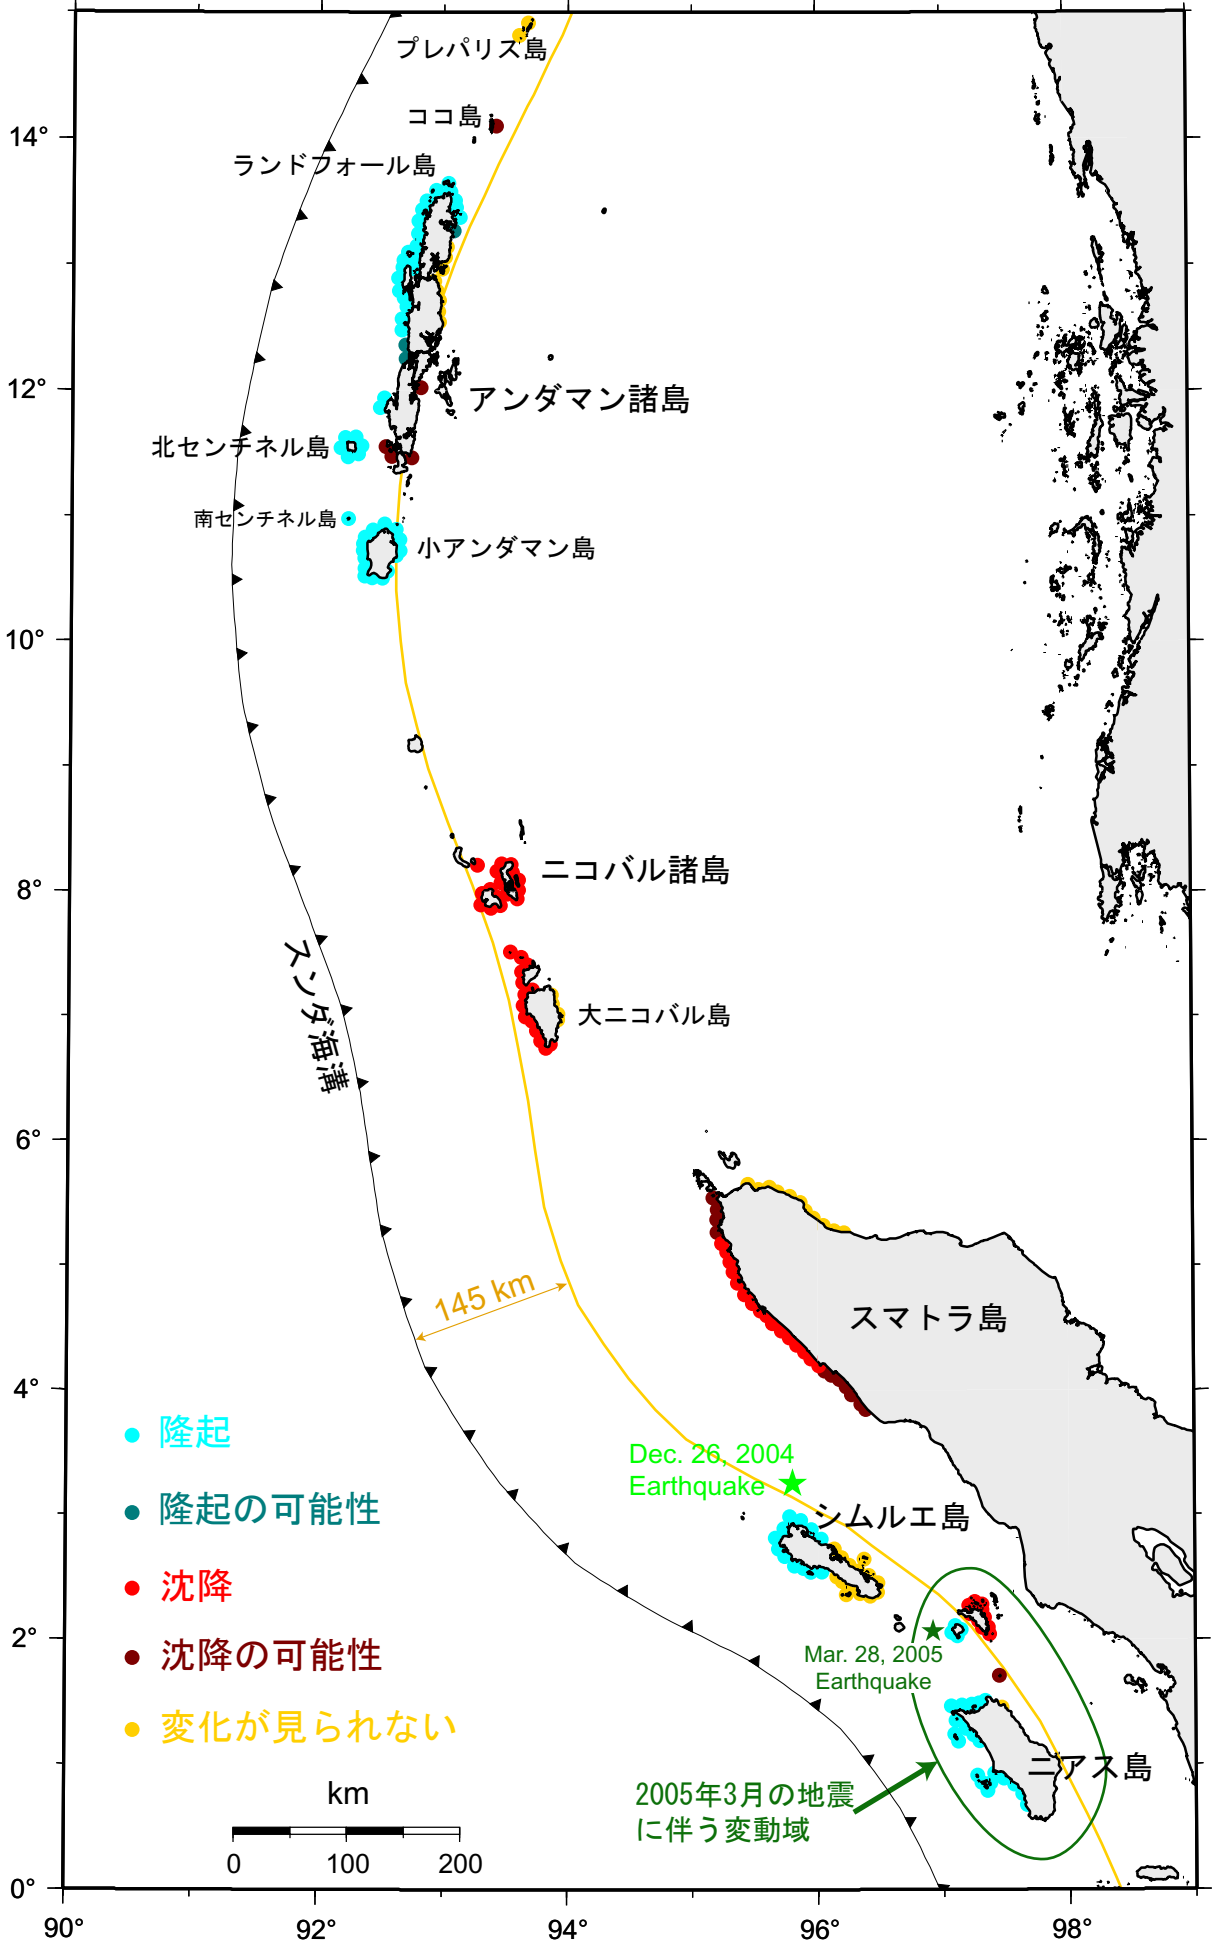 プレパリス島
ココ島
14°
ランドフォール島
12°
アンダマン諸島
北センチネル島
南センチネル島
小アンダマン島
10°
ニコバル諸島
8°
スンダ海溝
大ニコバル島
6°
145 km
スマトラ島
4°
隆起
Dec. 26, 2004
Earthquake
隆起の可能性
シムルエ島
沈降
2°
Mar. 28, 2005
Earthquake
沈降の可能性
変化が見られない
ニアス島
km
2005年3月の地震
に伴う変動域
0 100 200
0°
90° 92° 94° 96° 98°